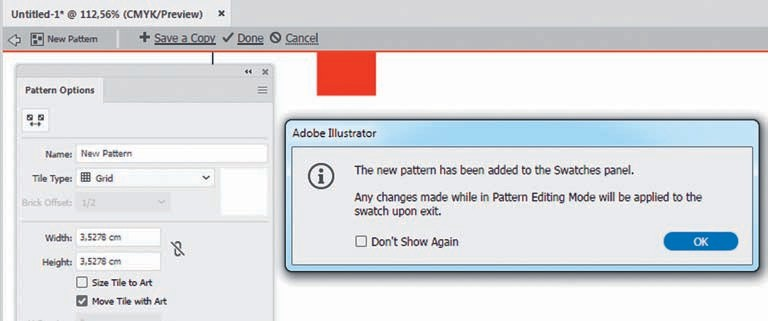 Untitled-1* @ 112,56% (CMYK/Preview) ×
New Pattern Save a Copy Done Cancel
Pattern Options
Name: New Pattern
Tile Type: Grid
Brick Offset: 1/2
Width: 3,5278 cm
Height: 3,5278 cm
Size Tile to Art
Move Tile with Art
Adobe Illustrator
The new pattern has been added to the Swatches panel.
Any changes made while in Pattern Editing Mode will be applied to the
swatch upon exit.
Don't Show Again
OK